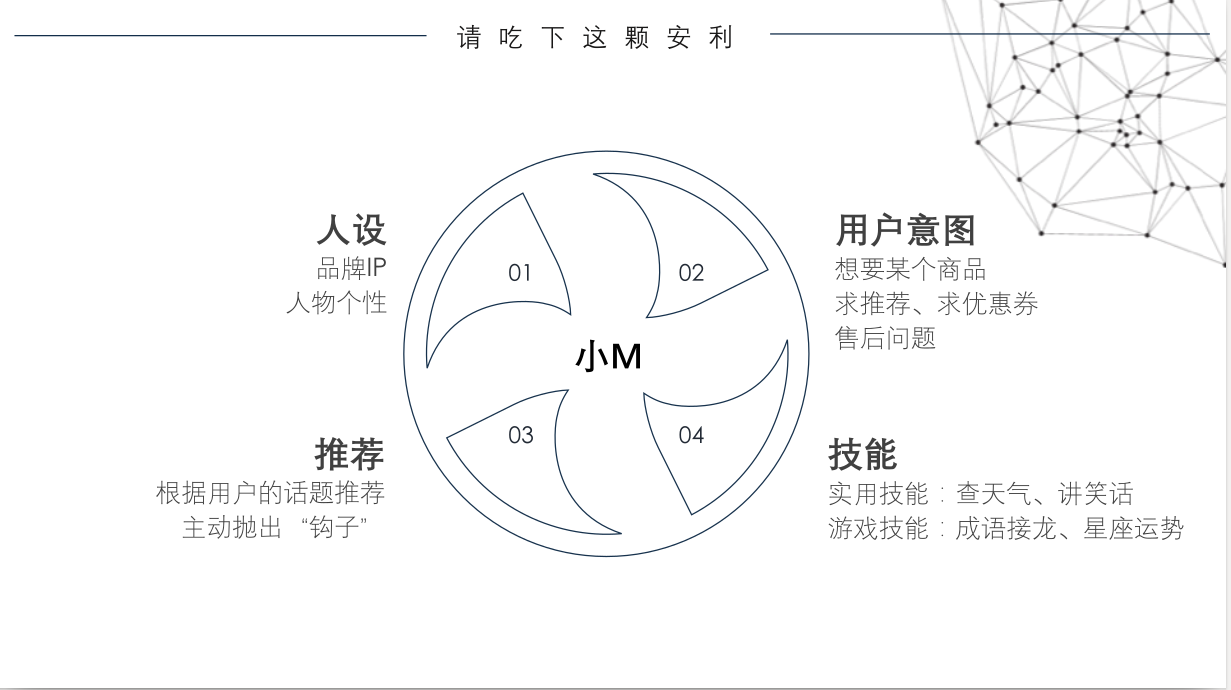 请吃下这颗安利
人设
品牌IP
人物个性
01
02
用户意图
想要某个商品
求推荐、求优惠券
售后问题
小M
推荐
根据用户的话题推荐
主动抛出 “钩子”
03
04
技能
实用技能：查天气、讲笑话
游戏技能：成语接龙、星座运势